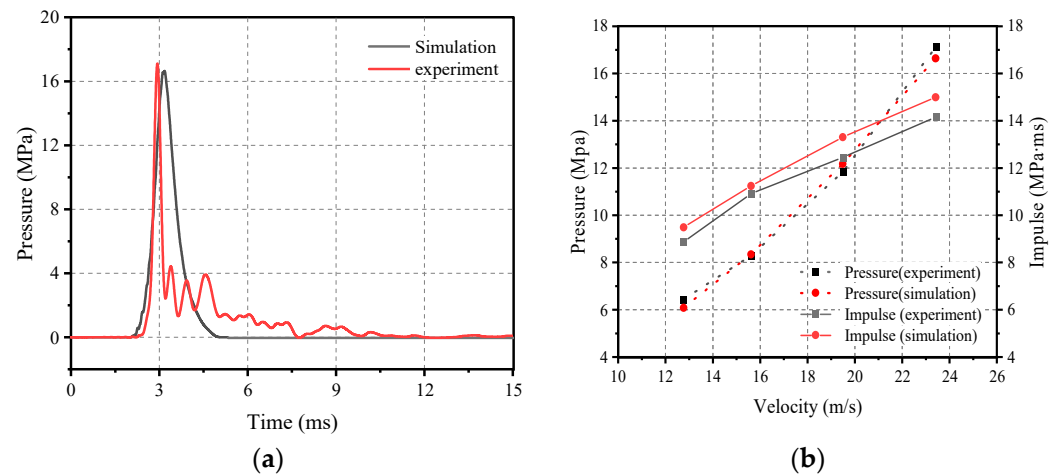 20
16
12
8
4
0
Pressure (MPa)
0
3
6
9
12
15
Time (ms)
Simulation
experiment
(a)
18
16
14
12
10
8
6
4
Pressure (Mpa)
10
12
14
16
18
20
22
24
26
Velocity (m/s)
Pressure(experiment)
Pressure(simulation)
Impulse (experiment)
Impulse (simulation)
18
16
14
12
10
8
6
4
Impulse (MPa·ms)
(b)